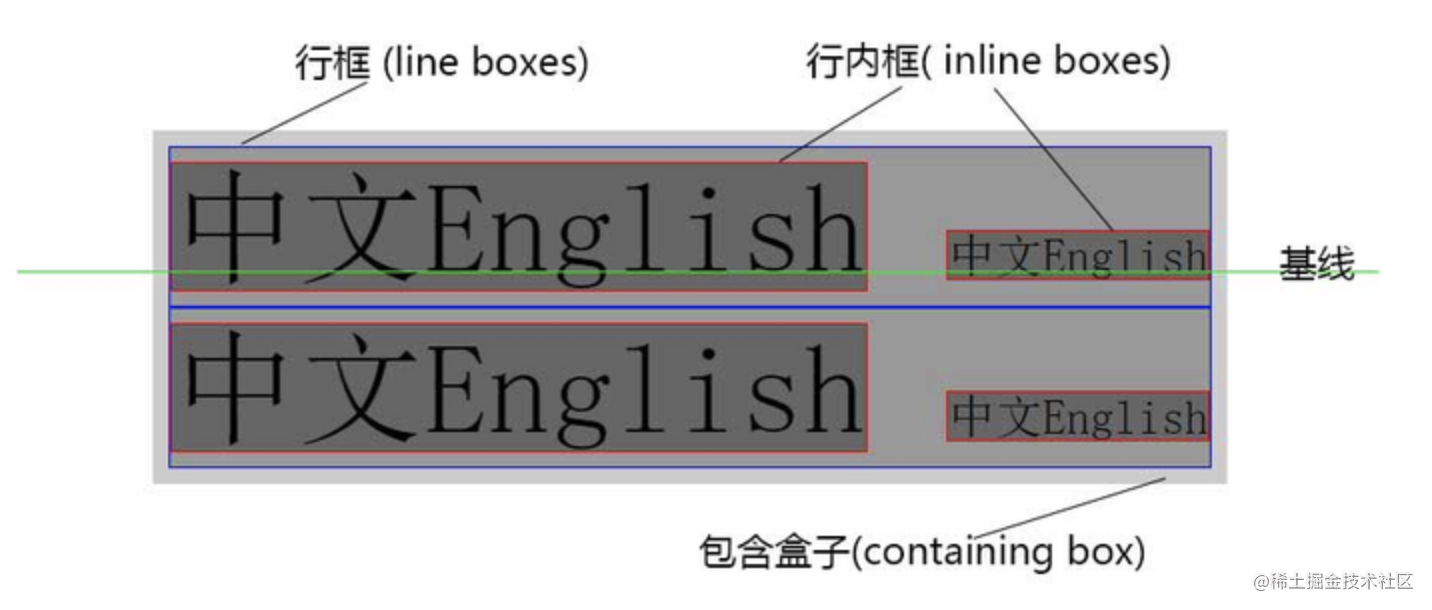 行框 (line boxes)
行内框( inline boxes)
中文English
中文English
基线
中文English
中文English
包含盒子(containing box)
@稀土掘金技术社区